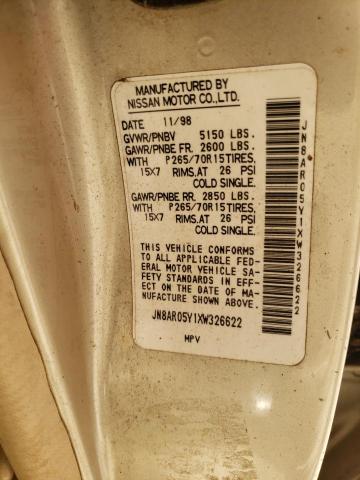 MANUFACTURED BY
NISSAN MOTOR CO., LTD.
DATE 11/98
GVWR/PNBV 5150 LBS.
GAWR/PNBE FR. 2600 LBS.
WITH P265/70R15TIRES,
15X7 RIMS, AT 26 PSI
COLD SINGLE.
GAWR/PNBE RR. 2850 LBS.
WITH P265/70R15TIRES,
15X7 RIMS, AT 26 PSI
COLD SINGLE.
THIS VEHICLE CONFORMS
TO ALL APPLICABLE FED-
ERAL MOTOR VEHICLE SA-
FETY STANDARDS IN EFF-
ECT ON THE DATE OF MA-
NUFACTURE SHOWN ABOVE.
JN8AR05Y1XW326622
MPV
JN8AR05Y1XW326622